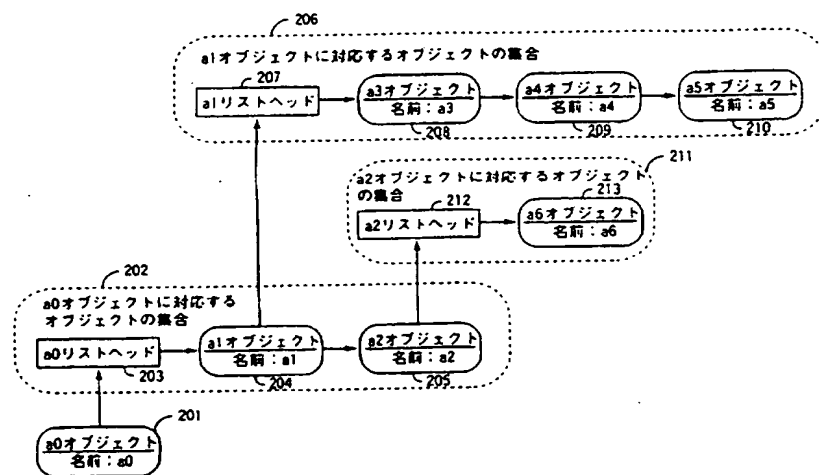 206
a1オブジェクトに対応するオブジェクトの集合
207
a1リストヘッド
a3オブジェクト
名前:a3
208
a4オブジェクト
名前:a4
209
a5オブジェクト
名前:a5
210
211
a2オブジェクトに対応するオブジェクト
の集合
212
213
a2リストヘッド
a6オブジェクト
名前:a6
202
a0オブジェクトに対応する
オブジェクトの集合
a0リストヘッド
203
a1オブジェクト
名前:a1
204
a2オブジェクト
名前:a2
205
201
a0オブジェクト
名前:a0